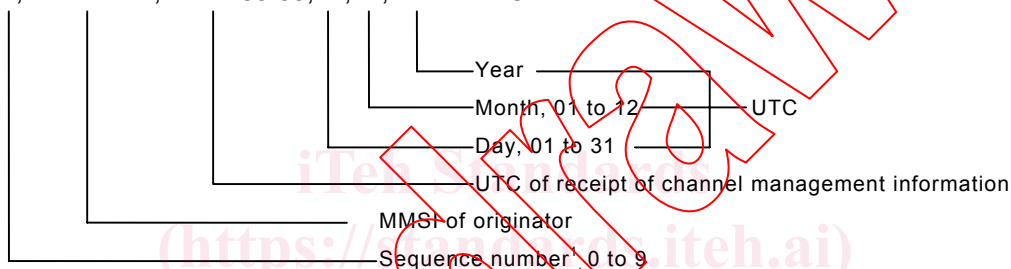 Year
Month, 01 to 12 UTC
Day, 01 to 31
iTeh Standards
UTC of receipt of channel management information
MMSI of originator
(https://standards.iteh.ai)
Sequence number¹, 0 to 9